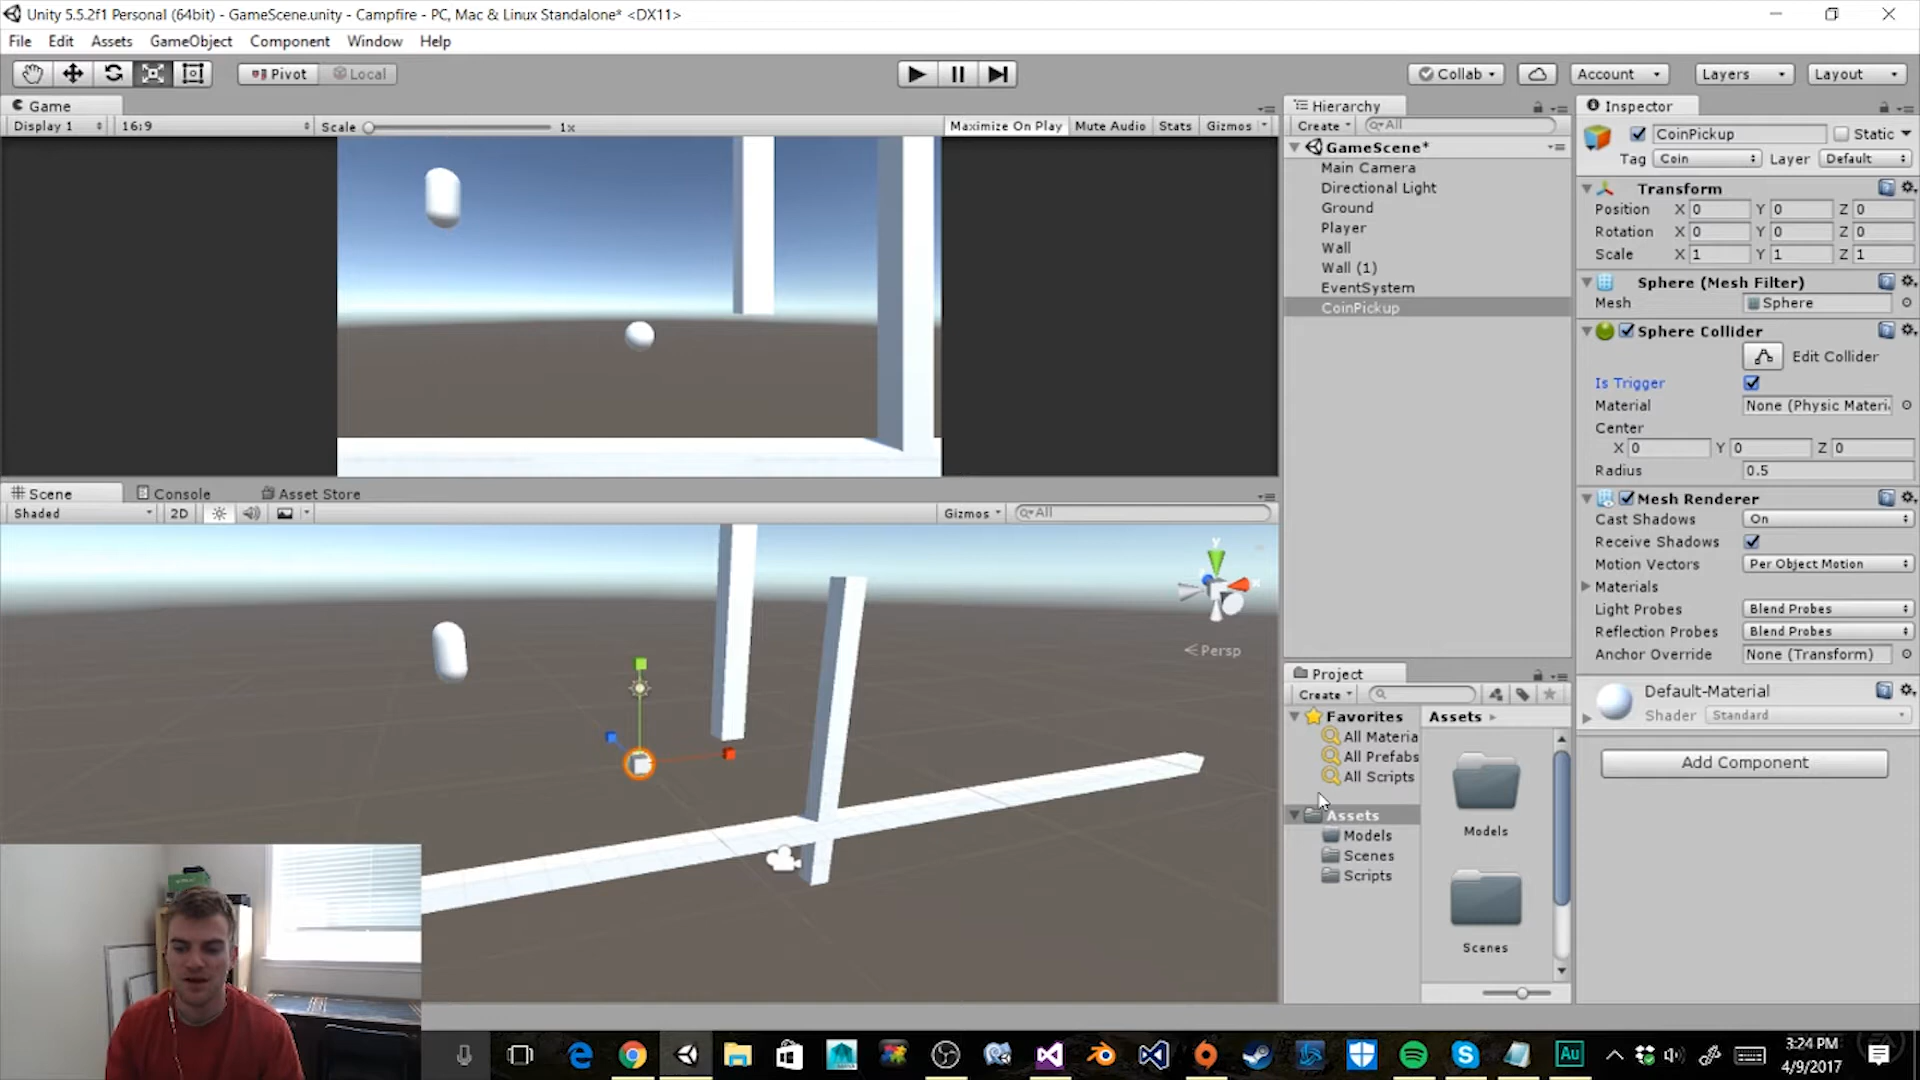 Unity 5.5.2f1 Personal (64bit) - GameScene.unity - Campfire - PC, Mac & Linux Standalone* <DX11>
File Edit Assets GameObject Component Window Help
Pivot Local Collab Account Layers Layout
Game
Display 1 16:9 Scale 1x Maximize On Play Mute Audio Stats Gizmos
Scene Console Asset Store
Shaded 2D Gizmos All
y
Persp
Hierarchy
Create All
GameScene*
Main Camera
Directional Light
Ground
Player
Wall
Wall (1)
EventSystem
CoinPickup
Project
Create
Favorites
All Materia
All Prefabs
All Scripts
Assets
Models
Scenes
Scripts
Assets
Models
Scenes
Inspector
CoinPickup Static
Tag Coin Layer Default
Transform
Position X 0 Y 0 Z 0
Rotation X 0 Y 0 Z 0
Scale X 1 Y 1 Z 1
Sphere (Mesh Filter)
Mesh Sphere
Sphere Collider
Edit Collider
Is Trigger
Material None (Physic Materi
Center
X 0 Y 0 Z 0
Radius 0.5
Mesh Renderer
Cast Shadows On
Receive Shadows
Motion Vectors Per Object Motion
Materials
Light Probes Blend Probes
Reflection Probes Blend Probes
Anchor Override None (Transform)
Default-Material
Shader Standard
Add Component
Au
3:24 PM
4/9/2017